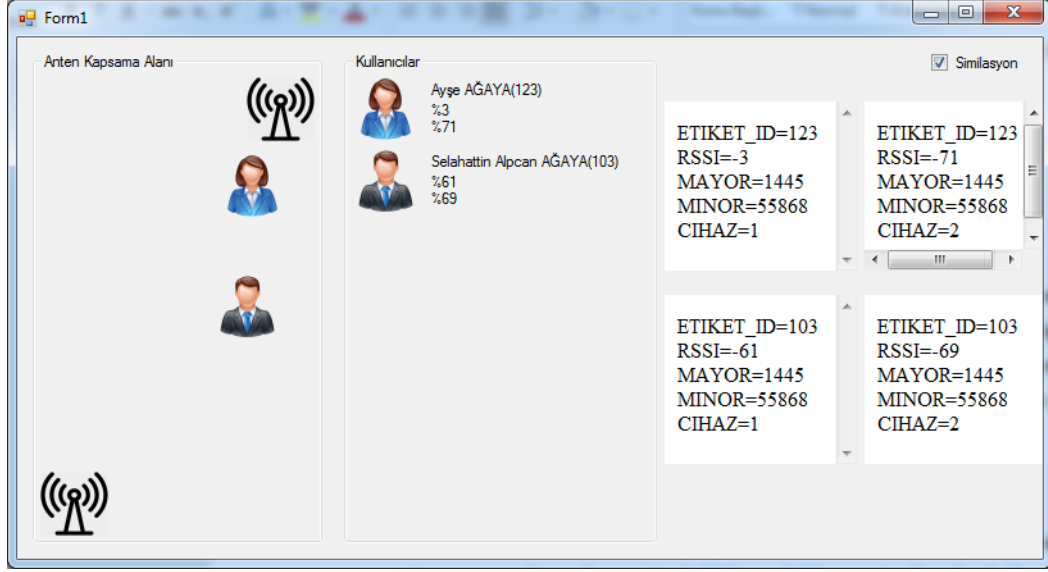 Form1
Anten Kapsama Alanı
Kullanıcılar
Similasyon
Ayşe AĞAYA(123)
%3
%71
Selahattin Alpcan AĞAYA(103)
%61
%69
ETIKET_ID=123
RSSI=-3
MAYOR=1445
MINOR=55868
CIHAZ=1
ETIKET_ID=123
RSSI=-71
MAYOR=1445
MINOR=55868
CIHAZ=2
ETIKET_ID=103
RSSI=-61
MAYOR=1445
MINOR=55868
CIHAZ=1
ETIKET_ID=103
RSSI=-69
MAYOR=1445
MINOR=55868
CIHAZ=2